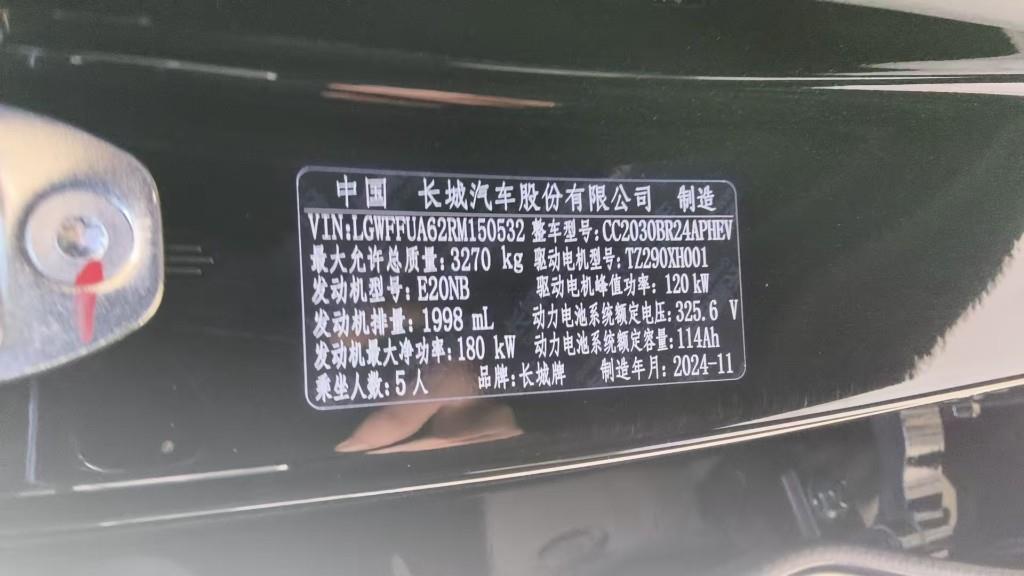 中国 长城汽车股份有限公司 制造
VIN:LGWFFUA62RM150532 整车型号:CC2030BR24APHEV
最大允许总质量:3270 kg 驱动电机型号:TZ290XH001
发动机型号:E20NB 驱动电机峰值功率:120 kW
发动机排量:1998 mL 动力电池系统额定电压:325.6 V
发动机最大净功率:180 kW 动力电池系统额定容量:114Ah
乘坐人数:5人 品牌:长城牌 制造年月:2024-11